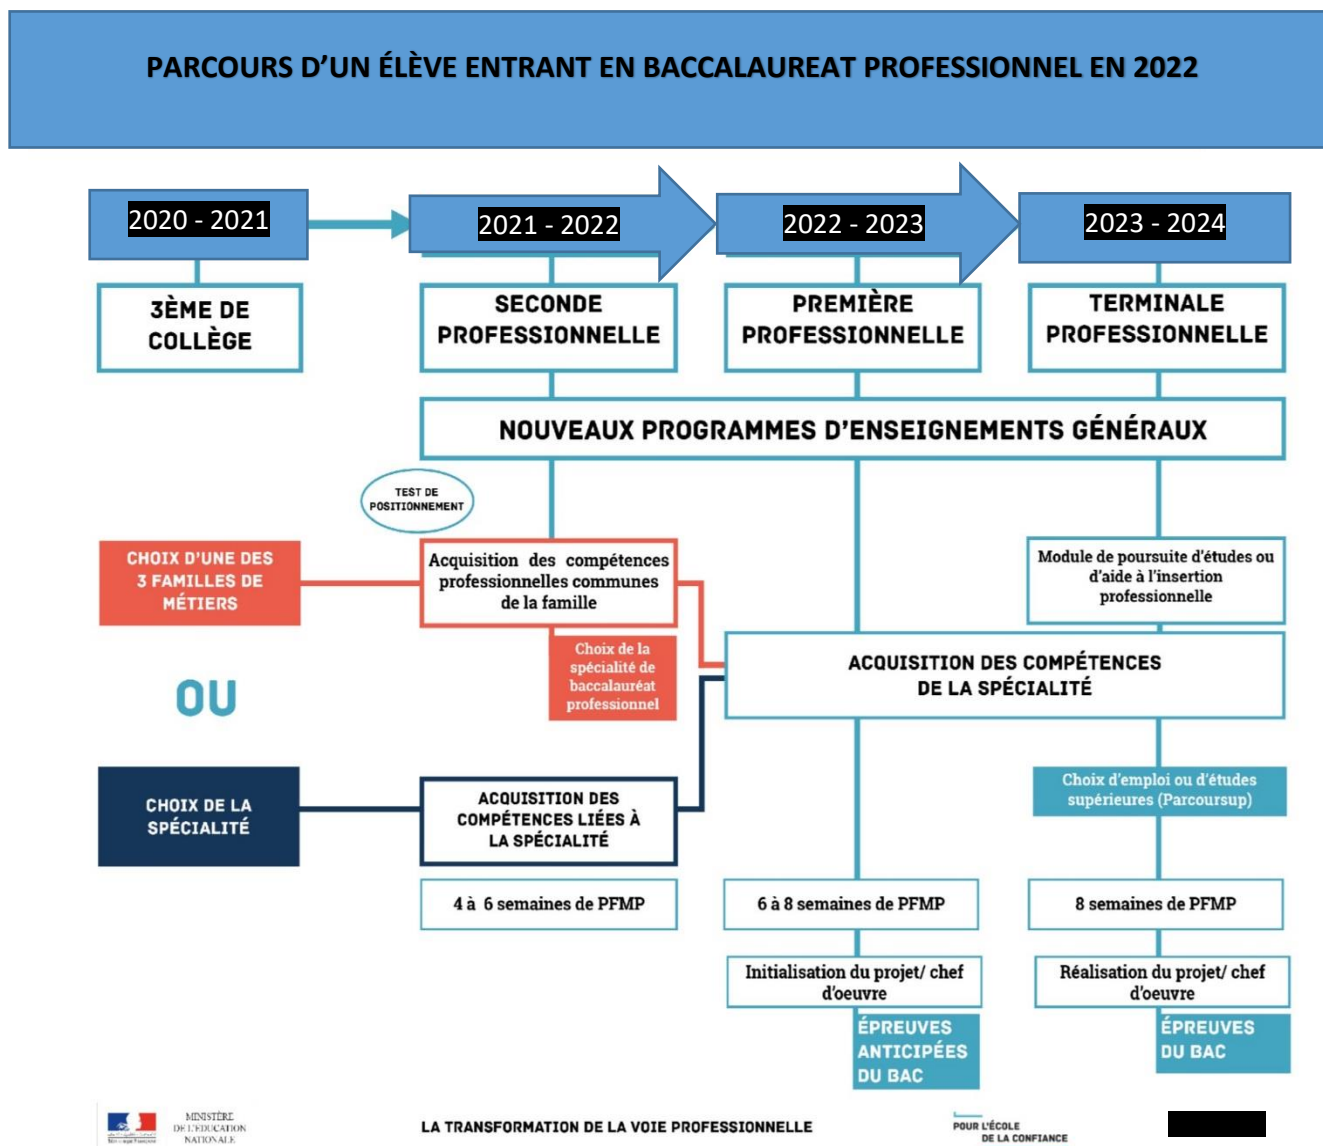 PARCOURS D'UN ÉLÈVE ENTRANT EN BACCALAUREAT PROFESSIONNEL EN 2022
2020 - 2021
2021 - 2022
2022 - 2023
2023 - 2024
3ÈME DE
COLLÈGE
SECONDE
PROFESSIONNELLE
PREMIÈRE
PROFESSIONNELLE
TERMINALE
PROFESSIONNELLE
NOUVEAUX PROGRAMMES D'ENSEIGNEMENTS GÉNÉRAUX
TEST DE
POSITIONNEMENT
CHOIX D'UNE DES
3 FAMILLES DE
MÉTIERS
Acquisition des compétences
professionnelles communes
de la famille
Module de poursuite d'études ou
d'aide à l'insertion
professionnelle
Choix de la
spécialité de
baccalauréat
professionnel
ACQUISITION DES COMPÉTENCES
DE LA SPÉCIALITÉ
OU
CHOIX DE LA
SPÉCIALITÉ
ACQUISITION DES
COMPÉTENCES LIÉES À
LA SPÉCIALITÉ
Choix d'emploi ou d'études
supérieures (Parcoursup)
4 à 6 semaines de PFMP
6 à 8 semaines de PFMP
8 semaines de PFMP
Initialisation du projet/ chef
d'oeuvre
Réalisation du projet/ chef
d'oeuvre
ÉPREUVES
ANTICIPÉES
DU BAC
ÉPREUVES
DU BAC
MINISTÈRE
DE L'EDUCATION
NATIONALE
LA TRANSFORMATION DE LA VOIE PROFESSIONNELLE
POUR L'ÉCOLE
DE LA CONFIANCE